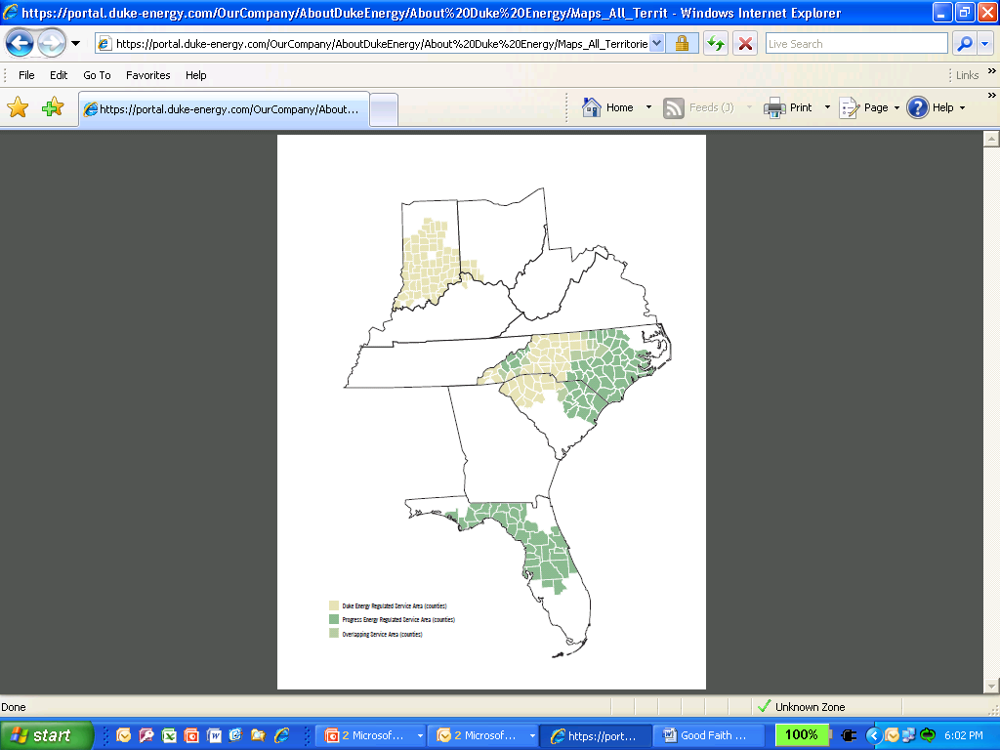 https://portal.duke-energy.com/OurCompany/AboutDukeEnergy/About%20Duke%20Energy/Maps_All_Territ - Windows Internet Explorer
https://portal.duke-energy.com/OurCompany/AboutDukeEnergy/About%20Duke%20Energy/Maps_All_Territorie
Live Search
File Edit Go To Favorites Help
Links »
https://portal.duke-energy.com/OurCompany/About...
Home Feeds (J) Print Page Help »
Duke Energy Regulated Service Area (counties)
Progress Energy Regulated Service Area (counties)
Overlapping Service Area (counties)
Done
Unknown Zone
start
2 Microsof...
2 Microsof...
https://port...
Good Faith ...
100%
6:02 PM